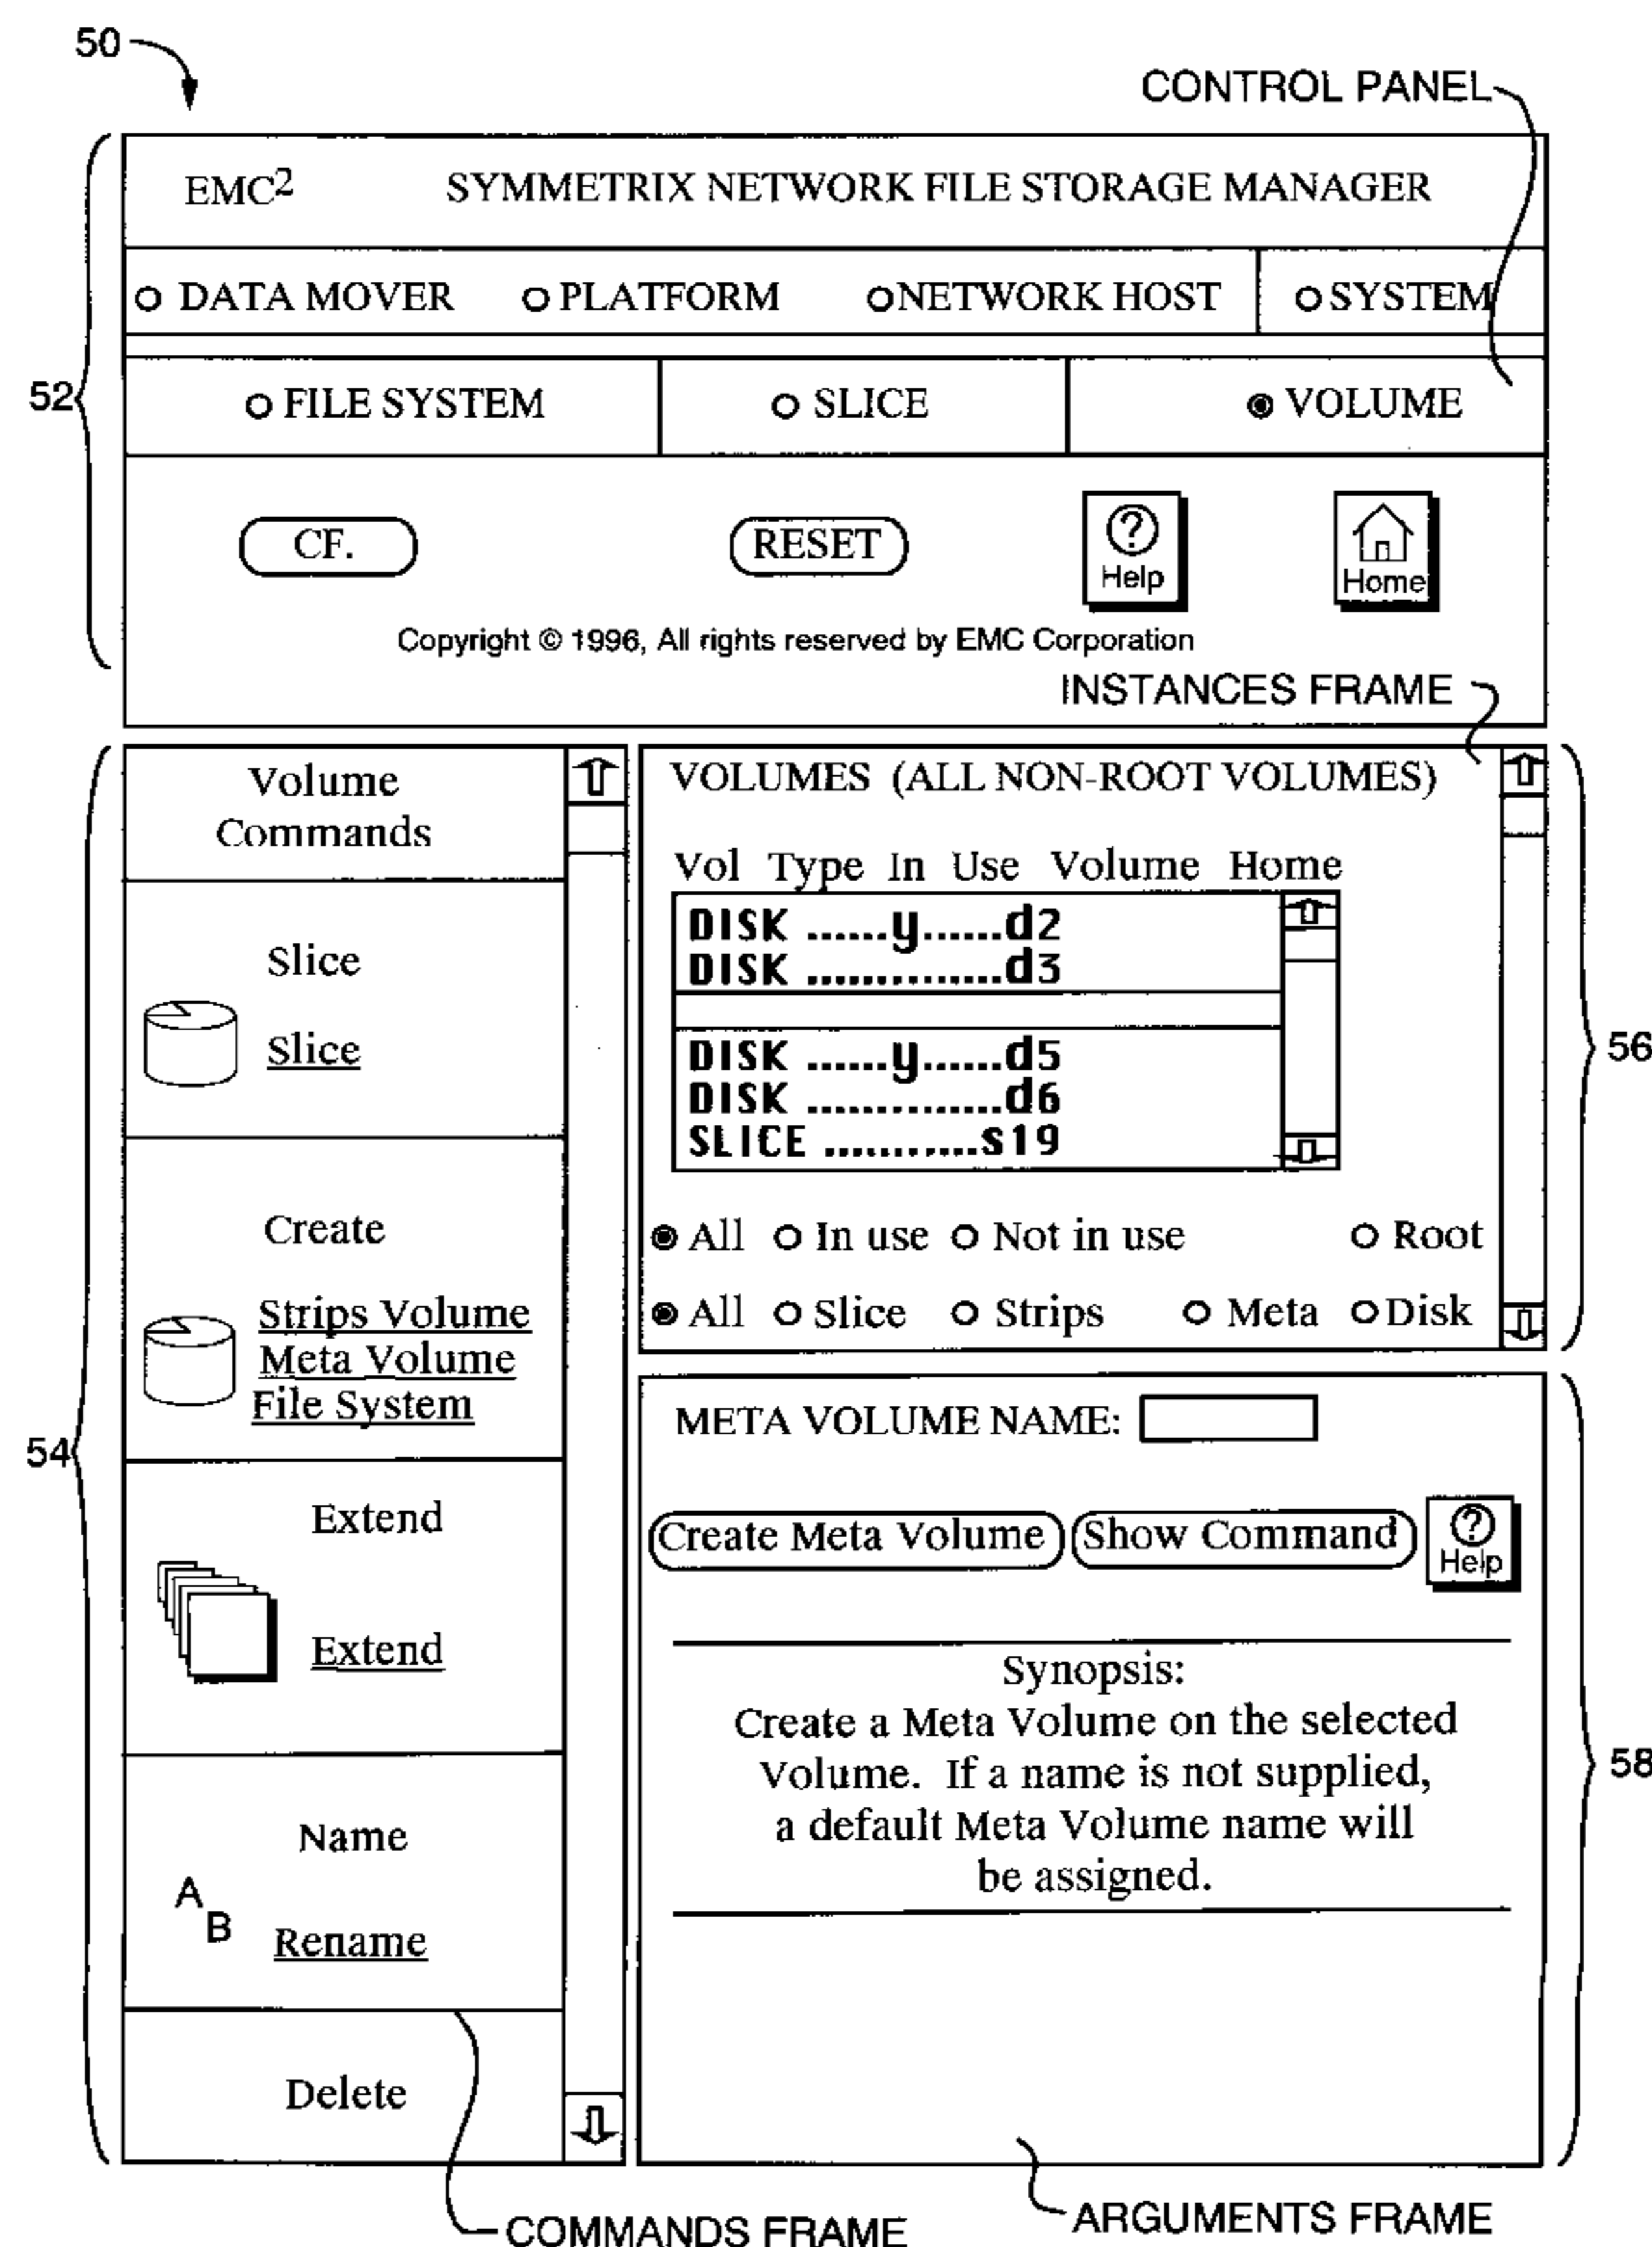 50
CONTROL PANEL
EMC2 SYMMETRIX NETWORK FILE STORAGE MANAGER
DATA MOVER PLATFORM NETWORK HOST SYSTEM
52
FILE SYSTEM SLICE VOLUME
CF. RESET ? Help Home
Copyright © 1996, All rights reserved by EMC Corporation
INSTANCES FRAME
54
Volume
Commands
Slice
Slice
Create
Strips Volume
Meta Volume
File System
Extend
Extend
Name
A B
Rename
Delete
COMMANDS FRAME
56
VOLUMES (ALL NON-ROOT VOLUMES)
Vol Type In Use Volume Home
DISK ......y......d2
DISK ..............d3
DISK ......y......d5
DISK ..............d6
SLICE ...........s19
All In use Not in use Root
All Slice Strips Meta Disk
58
META VOLUME NAME:
Create Meta Volume Show Command ? Help
Synopsis:
Create a Meta Volume on the selected
Volume. If a name is not supplied,
a default Meta Volume name will
be assigned.
ARGUMENTS FRAME